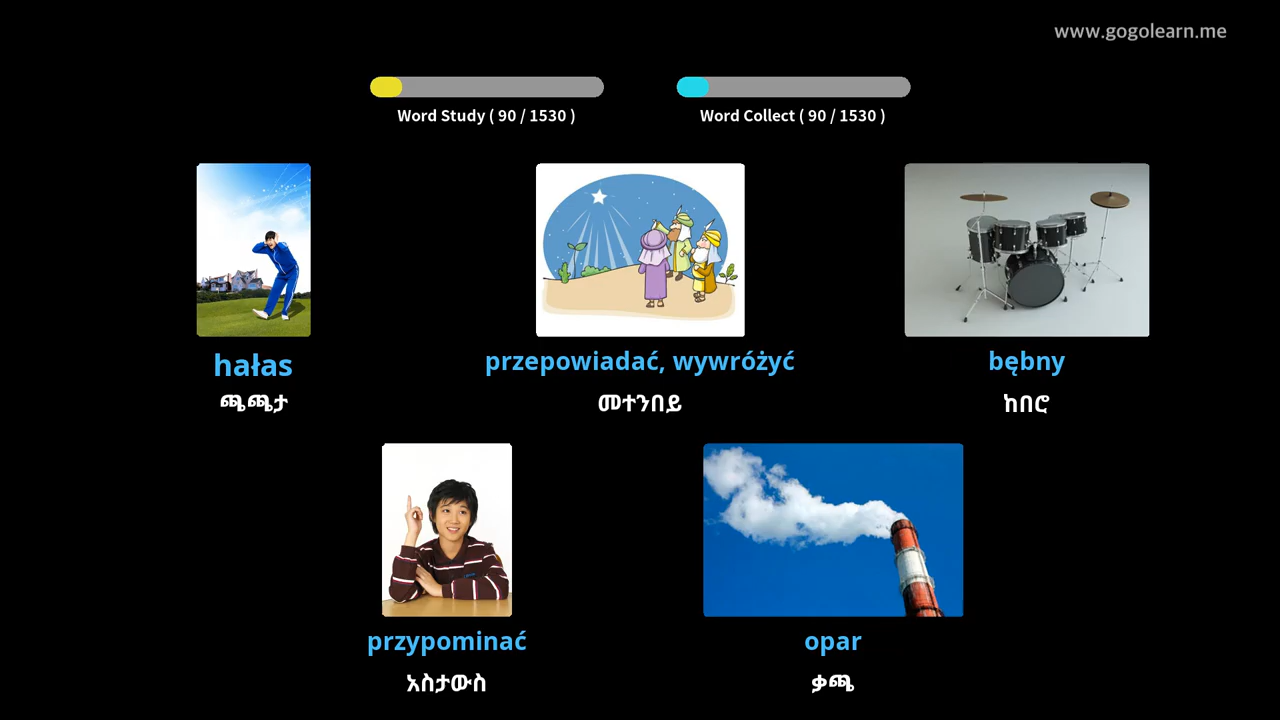 www.gogolearn.me
Word Study ( 90 / 1530 )
Word Collect ( 90 / 1530 )
hałas
przepowiadać, wywróżyć
bębny
ጫጫታ
መተንበይ
ከበሮ
przypominać
opar
አስታውስ
ቃጫ